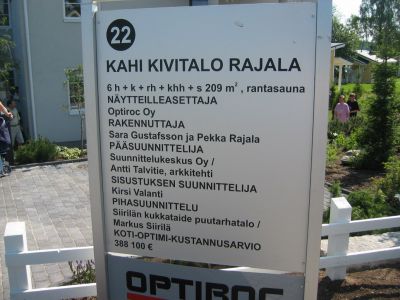 22
KAHI KIVITALO RAJALA
6 h + k + rh + khh + s 209 m², rantasauna
NÄYTTEILLEASETTAJA
Optiroc Oy
RAKENNUTTAJA
Sara Gustafsson ja Pekka Rajala
PÄÄSUUNNITTELIJA
Suunnittelukeskus Oy /
Antti Talvitie, arkkitehti
SISUSTUKSEN SUUNNITTELIJA
Kirsi Valanti
PIHASUUNITTELU
Siirilän kukkataide puutarhatalo /
Markus Siirilä
KOTI-OPTIMI-KUSTANNUSARVIO
388 100 €
OPTIROC